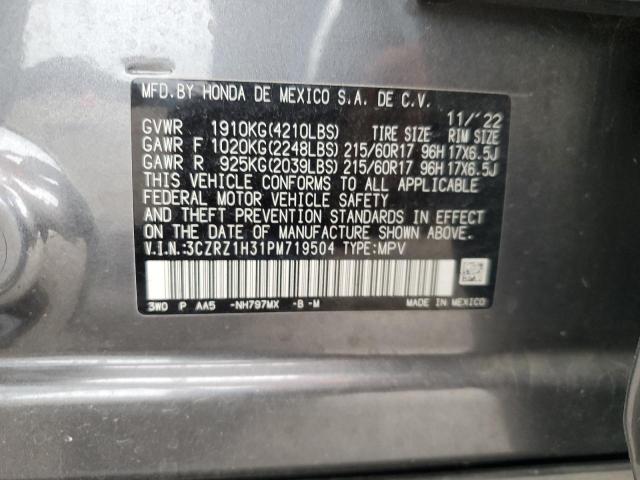 MFD.BY HONDA DE MEXICO S.A. DE C.V.
11/'22
GVWR 1910KG(4210LBS) TIRE SIZE RIM SIZE
GAWR F 1020KG(2248LBS) 215/60R17 96H 17X6.5J
GAWR R 925KG(2039LBS) 215/60R17 96H 17X6.5J
THIS VEHICLE CONFORMS TO ALL APPLICABLE
FEDERAL MOTOR VEHICLE SAFETY
AND THEFT PREVENTION STANDARDS IN EFFECT
ON THE DATE OF MANUFACTURE SHOWN ABOVE.
V.I.N.:3CZRZ1H31PM719504 TYPE:MPV
3W0 P AA5 -NH797MX -B -M MADE IN MEXICO